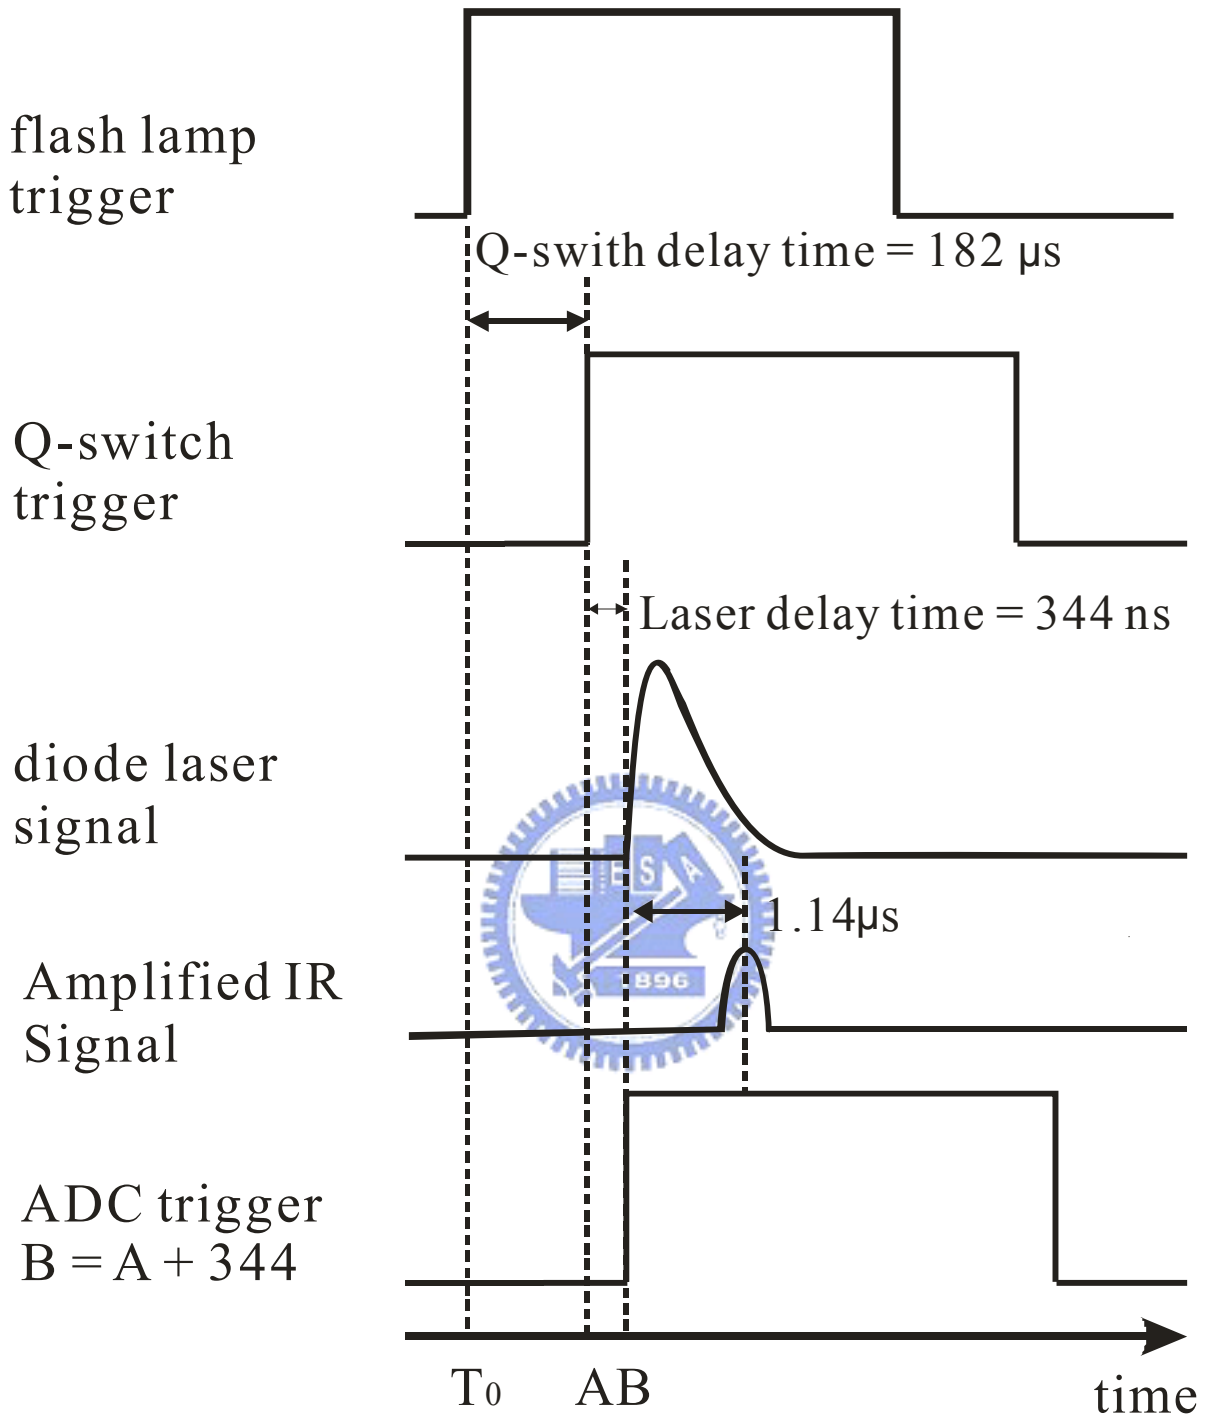 flash lamp
trigger
Q-swith delay time = 182 μs
Q-switch
trigger
Laser delay time = 344 ns
diode laser
signal
E S A
1.14μs
896
Amplified IR
Signal
ADC trigger
B = A + 344
T0 A B time